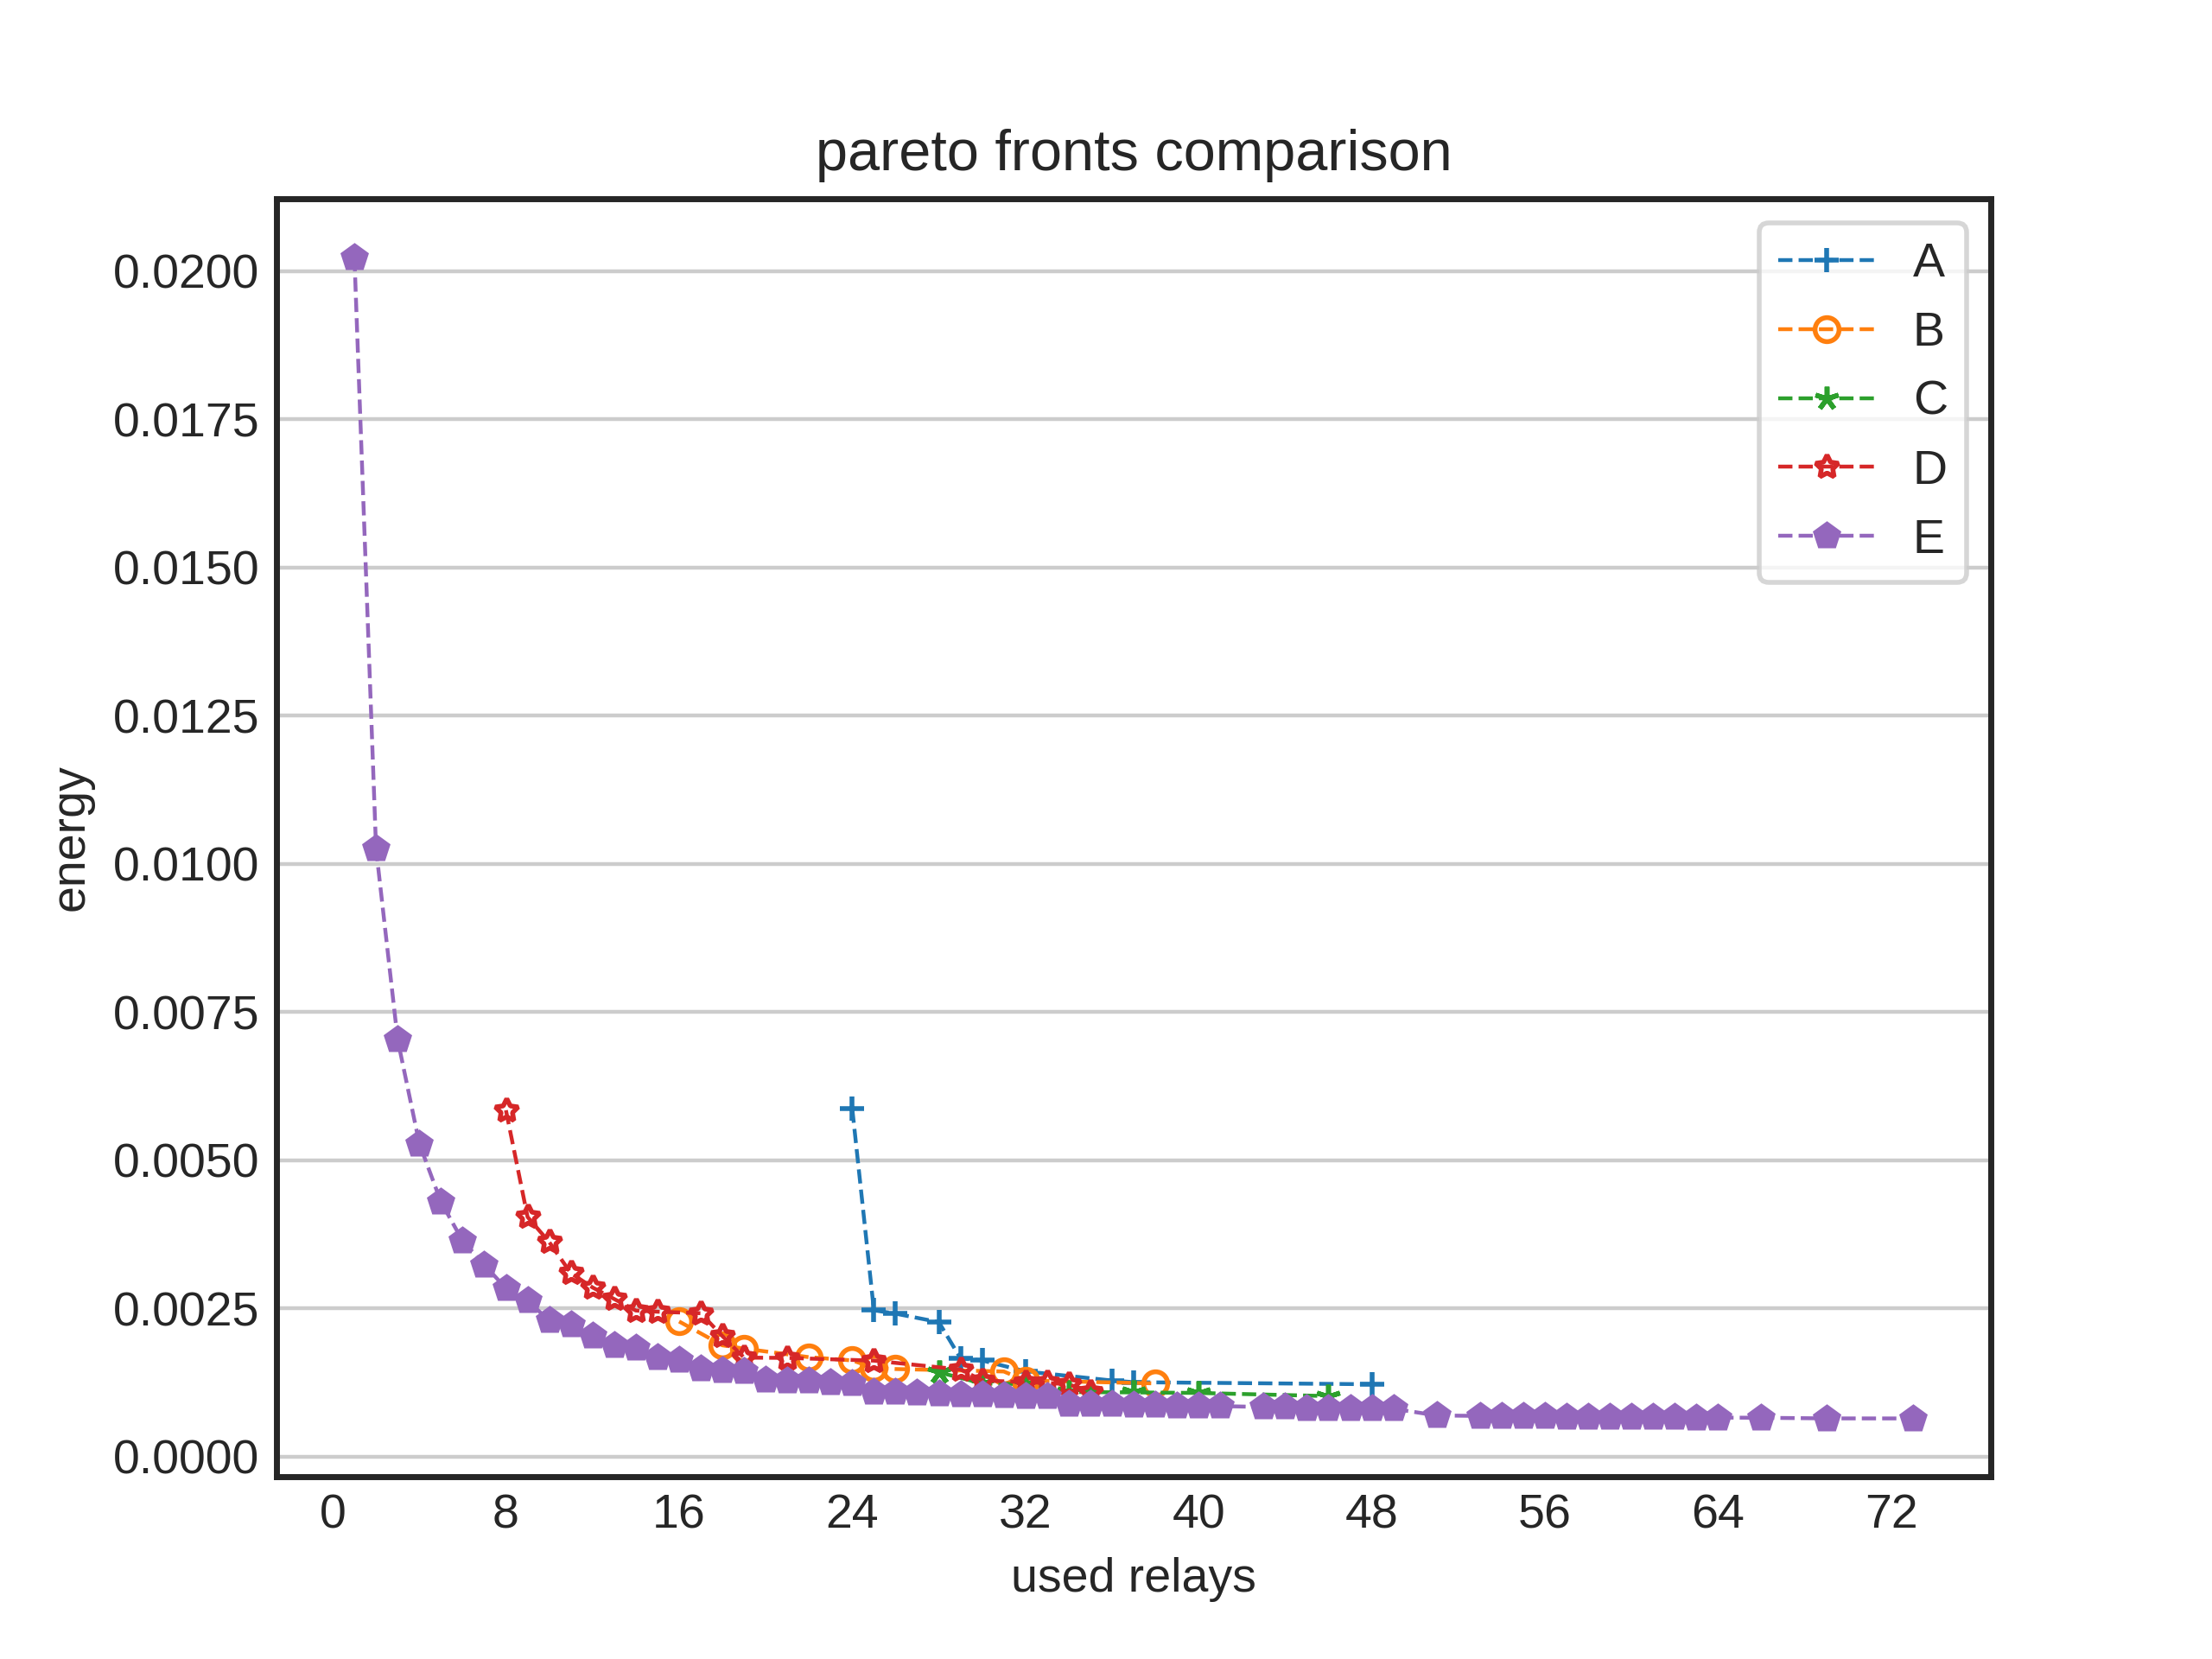 pareto fronts comparison
A
B
C
D
E
0.0200
0.0175
0.0150
0.0125
0.0100
0.0075
0.0050
0.0025
0.0000
energy
0 8 16 24 32 40 48 56 64 72
used relays